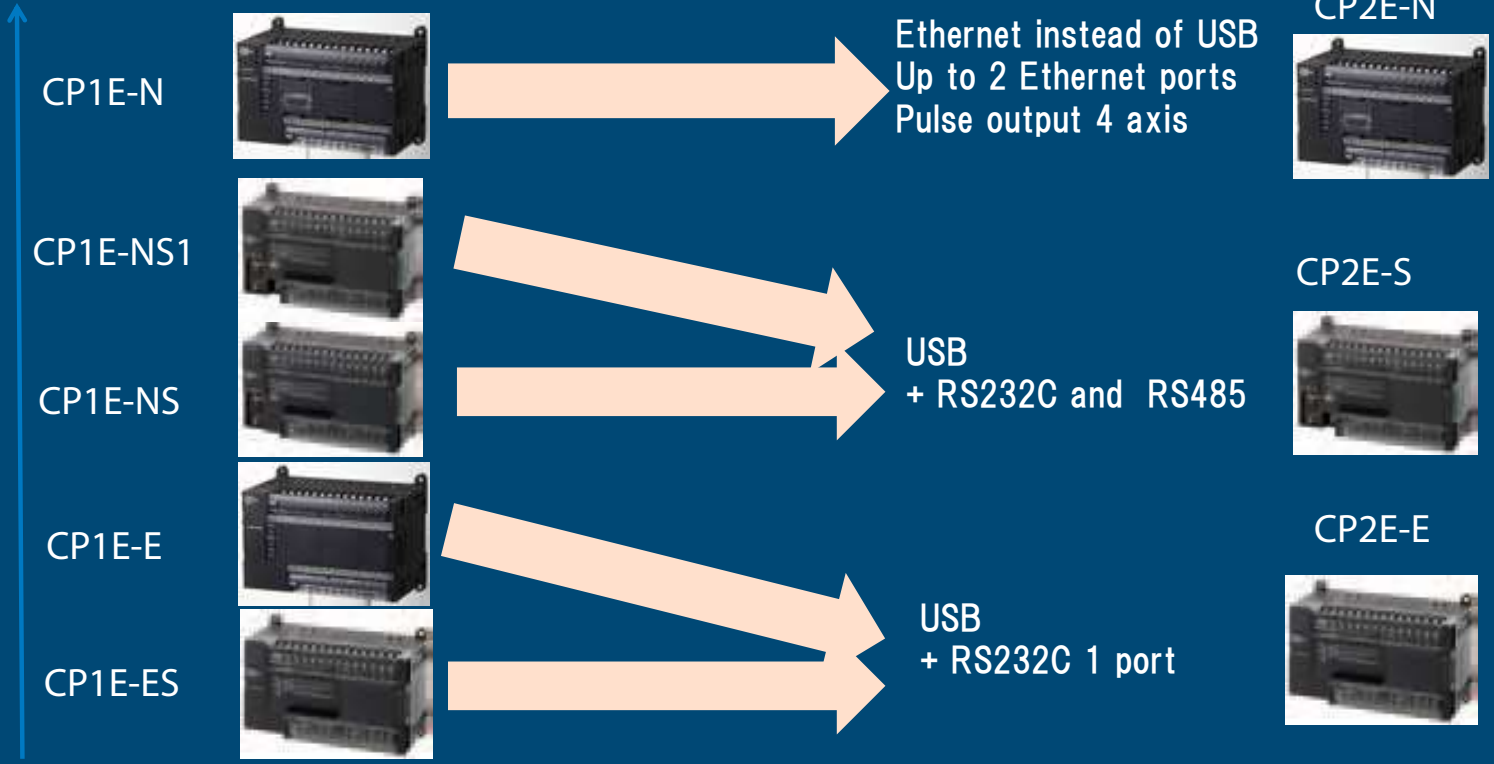 CP2E-N
CP1E-N
Ethernet instead of USB
Up to 2 Ethernet ports
Pulse output 4 axis
CP1E-NS1
CP2E-S
CP1E-NS
USB
+ RS232C and RS485
CP1E-E
CP2E-E
CP1E-ES
USB
+ RS232C 1 port